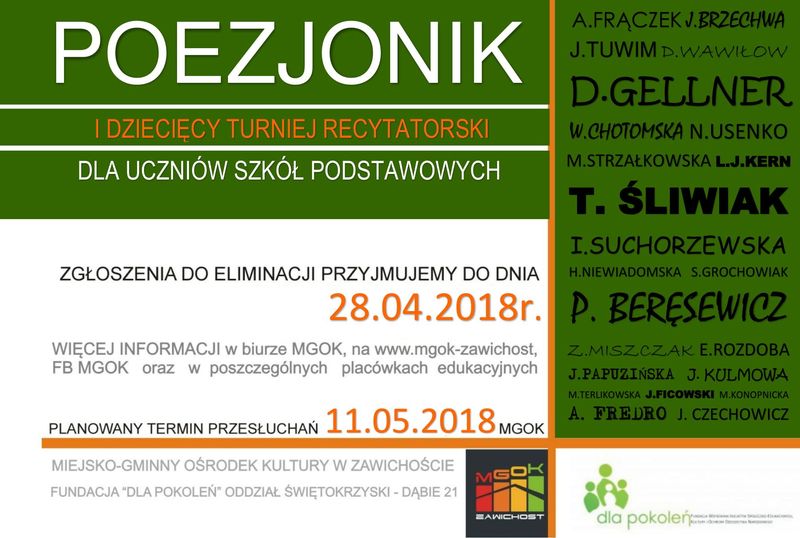 POEZJONIK
I DZIECIĘCY TURNIEJ RECYTATORSKI
DLA UCZNIÓW SZKÓŁ PODSTAWOWYCH
ZGŁOSZENIA DO ELIMINACJI PRZYJMUJEMY DO DNIA
28.04.2018r.
WIĘCEJ INFORMACJI w biurze MGOK, na www.mgok-zawichost,
FB MGOK oraz w poszczególnych placówkach edukacyjnych
PLANOWANY TERMIN PRZESŁUCHAŃ 11.05.2018 MGOK
MIEJSKO-GMINNY OŚRODEK KULTURY W ZAWICHOŚCIE
FUNDACJA "DLA POKOLEŃ" ODDZIAŁ ŚWIĘTOKRZYSKI - DĄBIE 21
A.FRĄCZEK J.BRZECHWA
J.TUWIM D.WAWIŁOW
D.GELLNER
W.CHOTOMSKA N.USENKO
M.STRZAŁKOWSKA L.J.KERN
T. ŚLIWIAK
I.SUCHORZEWSKA
H.NIEWIADOMSKA S.GROCHOWIAK
P. BERĘSEWICZ
Z.MISZCZAK E.ROZDOBA
J.PAPUZIŃSKA J. KULMOWA
M.TERLIKOWSKA J.FICOWSKI M.KONOPNICKA
A. FREDRO J. CZECHOWICZ
MGOK
ZAWICHOST
dla pokoleń